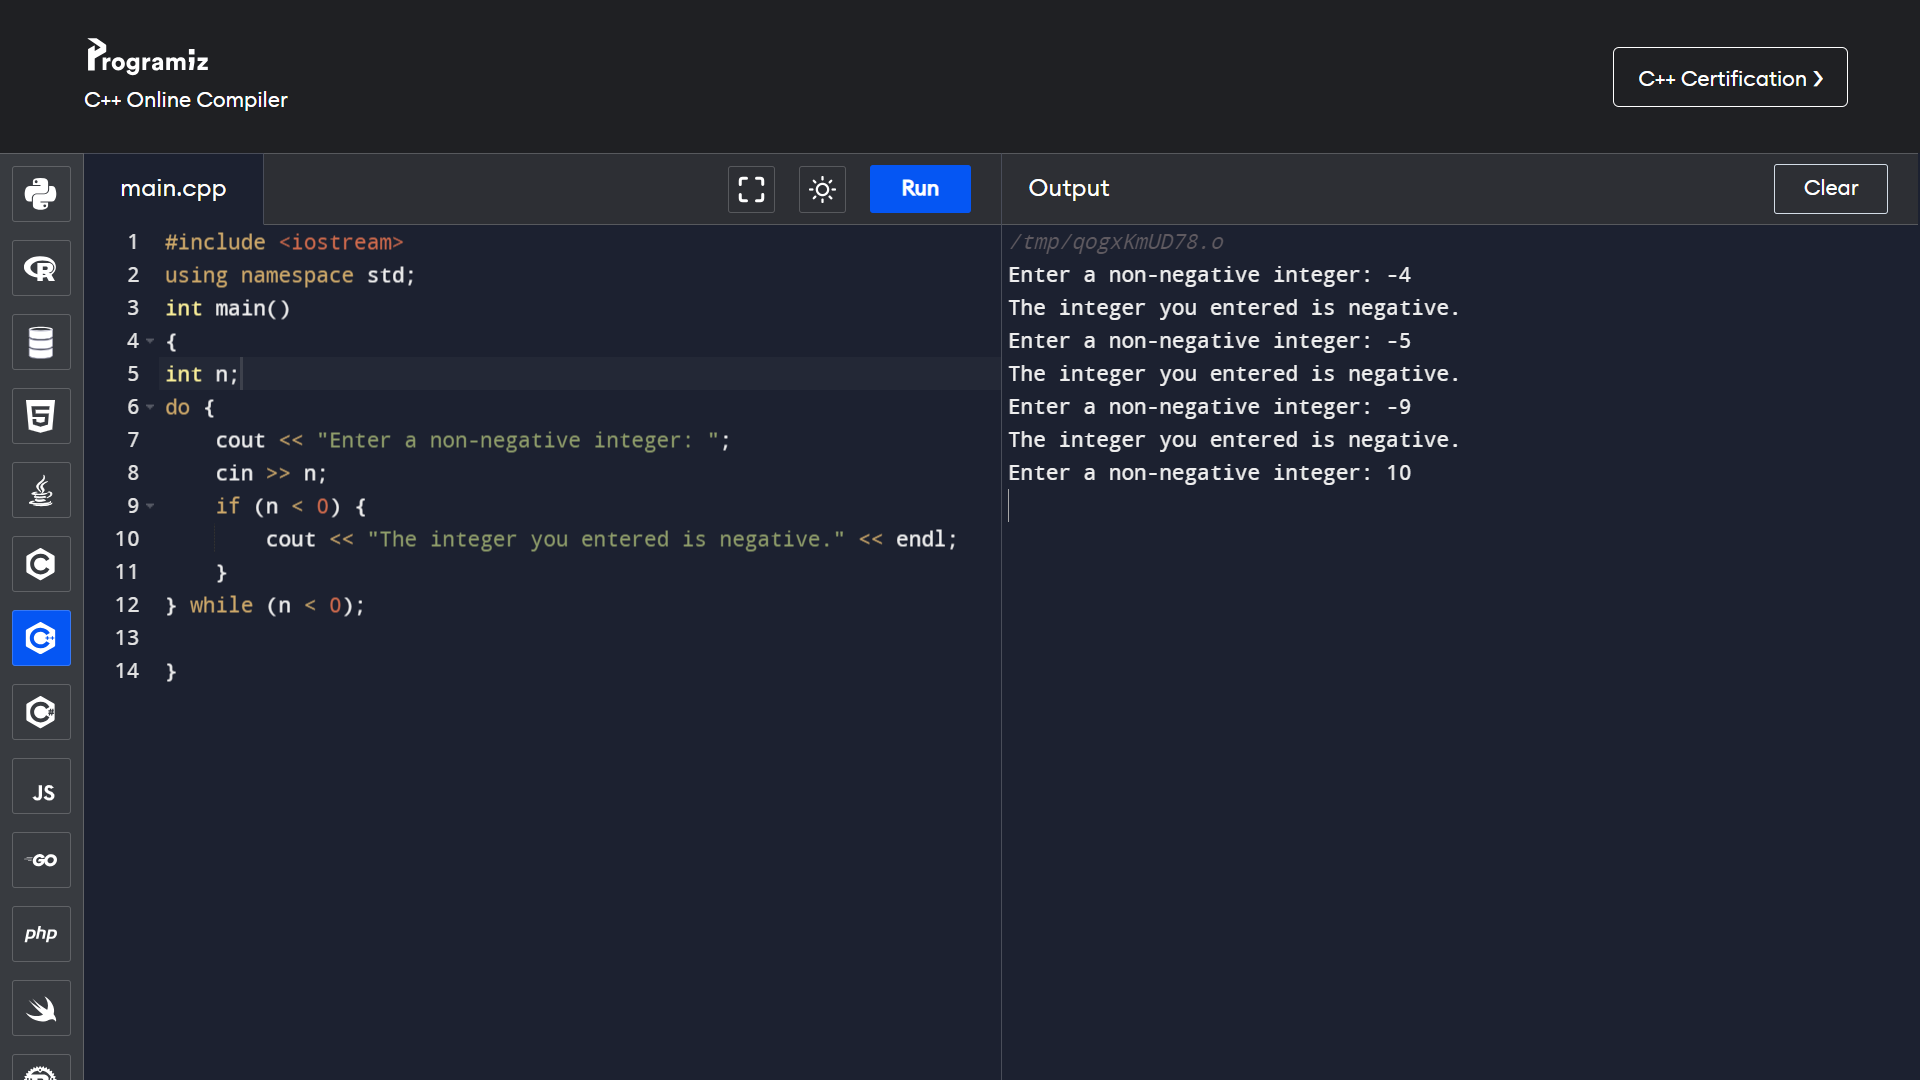 Programiz
C++ Online Compiler
C++ Certification ❯
main.cpp
Run
Output
Clear
1 #include <iostream>
2 using namespace std;
3 int main()
4 {
5 int n;
6 do {
7     cout << "Enter a non-negative integer: ";
8     cin >> n;
9     if (n < 0) {
10         cout << "The integer you entered is negative." << endl;
11     }
12 } while (n < 0);
13
14 }
/tmp/qogxKmUD78.o
Enter a non-negative integer: -4
The integer you entered is negative.
Enter a non-negative integer: -5
The integer you entered is negative.
Enter a non-negative integer: -9
The integer you entered is negative.
Enter a non-negative integer: 10
R
5
C
C++
C#
JS
GO
php